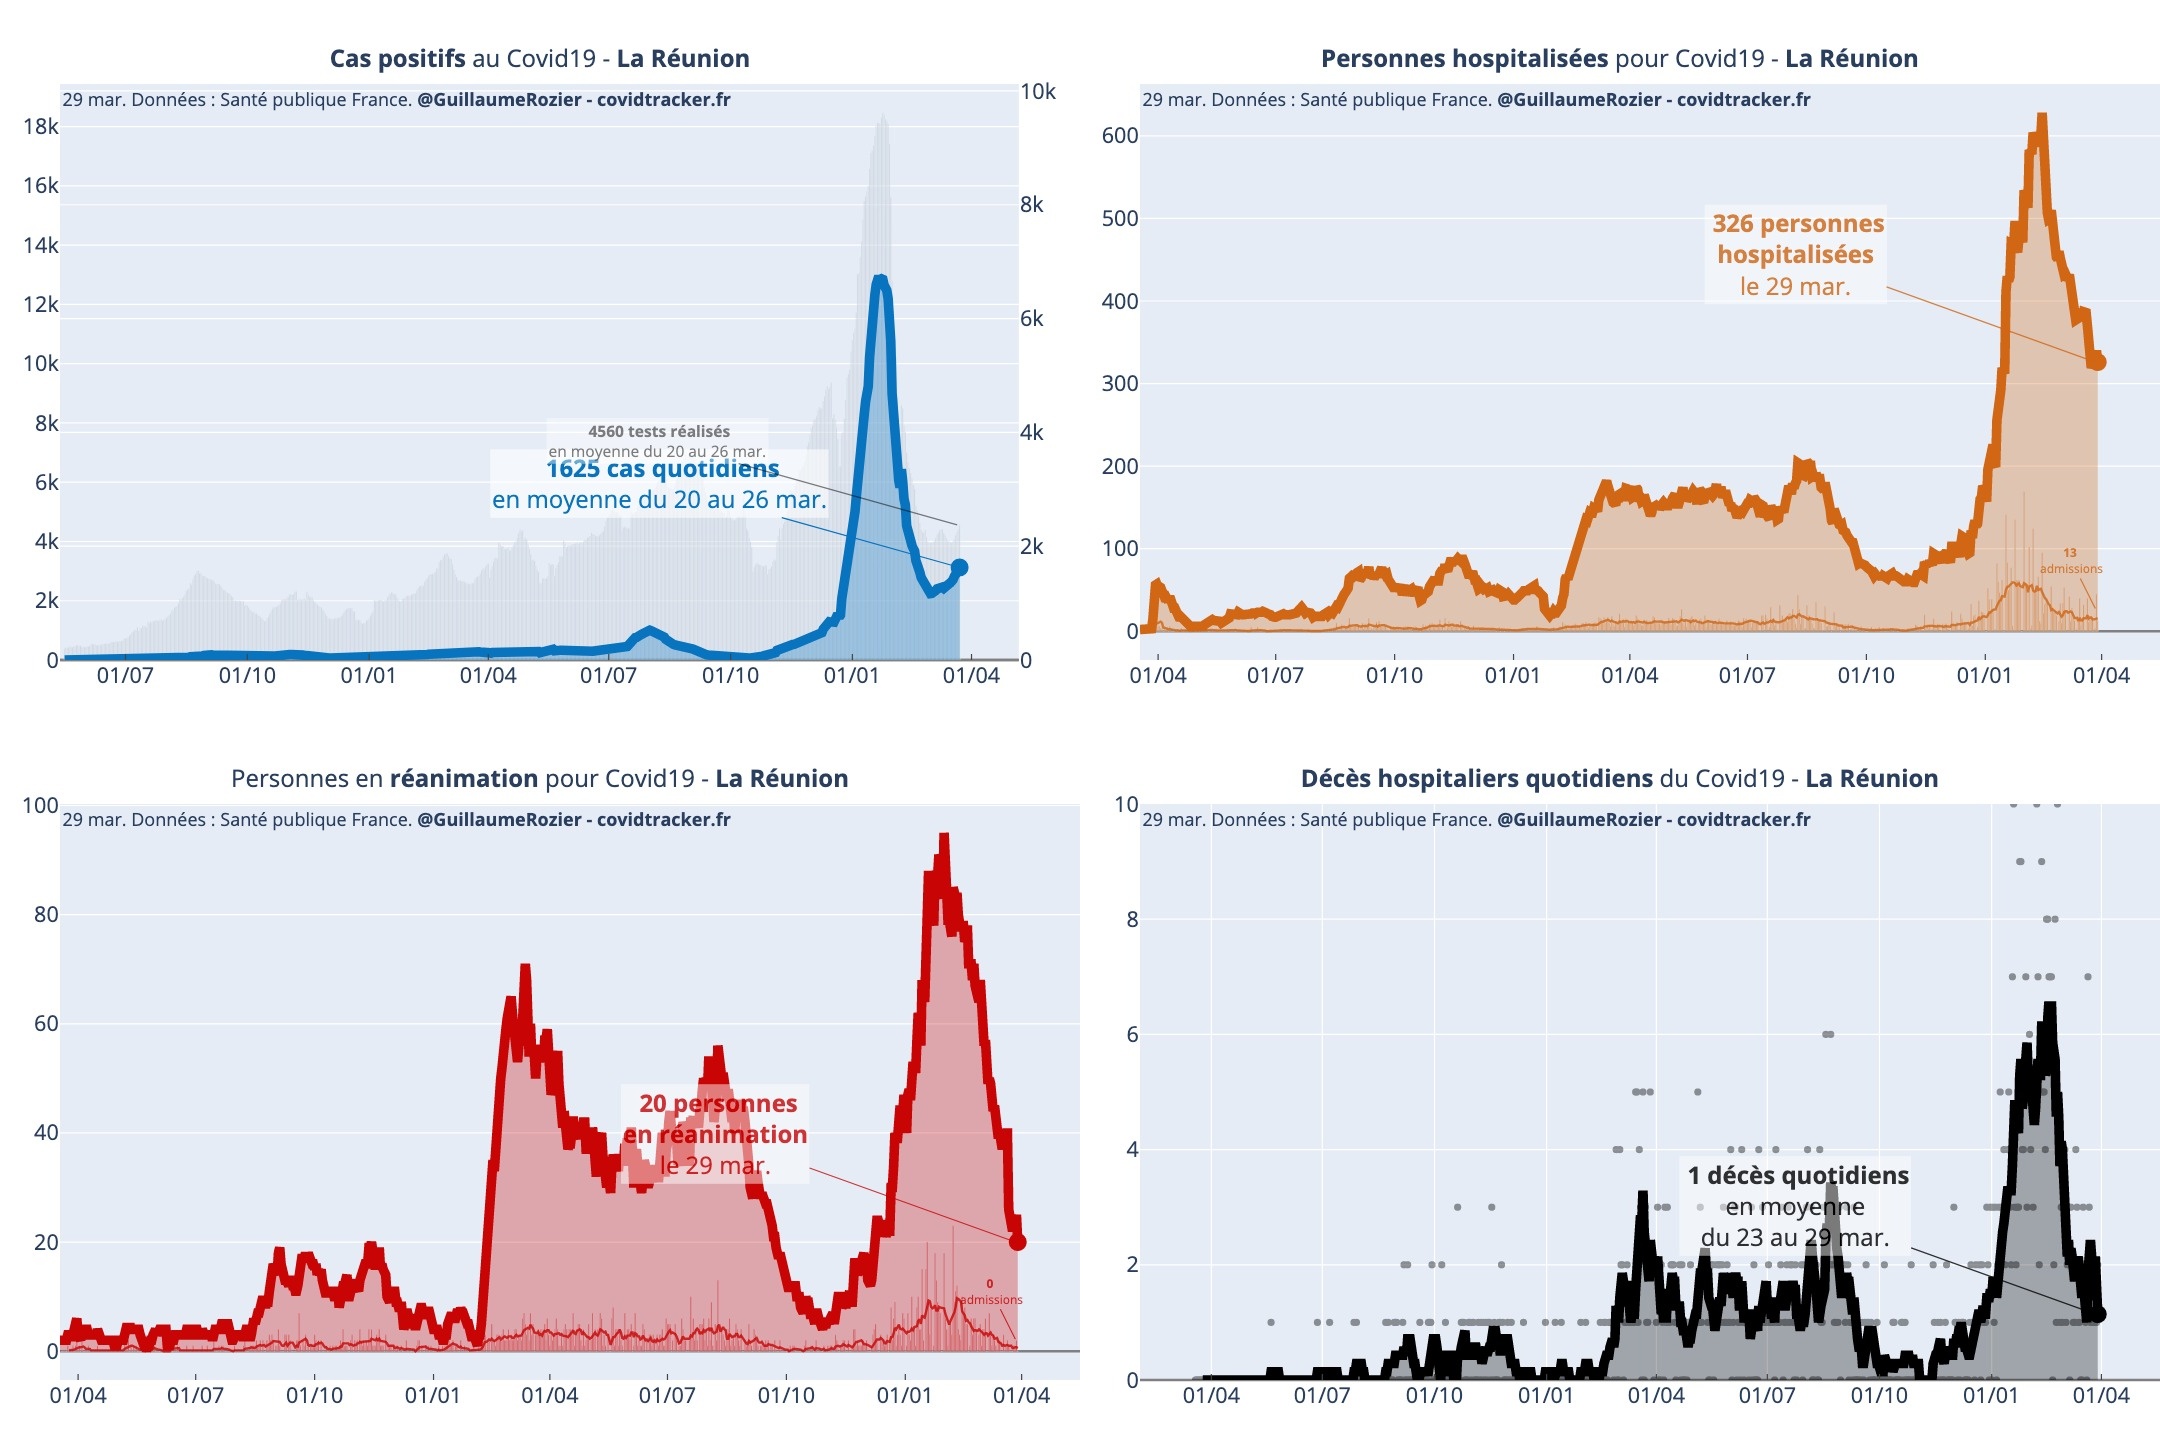 Cas positifs au Covid19 - La Réunion
29 mar. Données : Santé publique France. @GuillaumeRozier - covidtracker.fr
10k
18k
16k
8k
14k
12k
6k
10k
8k
4k
4560 tests réalisés
en moyenne du 20 au 26 mar.
1625 cas quotidiens
en moyenne du 20 au 26 mar.
6k
4k
2k
2k
0
0
01/07 01/10 01/01 01/04 01/07 01/10 01/01 01/04
Personnes hospitalisées pour Covid19 - La Réunion
29 mar. Données : Santé publique France. @GuillaumeRozier - covidtracker.fr
600
500
326 personnes
hospitalisées
le 29 mar.
400
300
200
100
13
admissions
0
01/04 01/07 01/10 01/01 01/04 01/07 01/10 01/01 01/04
Personnes en réanimation pour Covid19 - La Réunion
100
29 mar. Données : Santé publique France. @GuillaumeRozier - covidtracker.fr
80
60
20 personnes
en réanimation
le 29 mar.
40
20
0
admissions
0
01/04 01/07 01/10 01/01 01/04 01/07 01/10 01/01 01/04
Décès hospitaliers quotidiens du Covid19 - La Réunion
10
29 mar. Données : Santé publique France. @GuillaumeRozier - covidtracker.fr
8
6
4
1 décès quotidiens
en moyenne
du 23 au 29 mar.
2
0
01/04 01/07 01/10 01/01 01/04 01/07 01/10 01/01 01/04